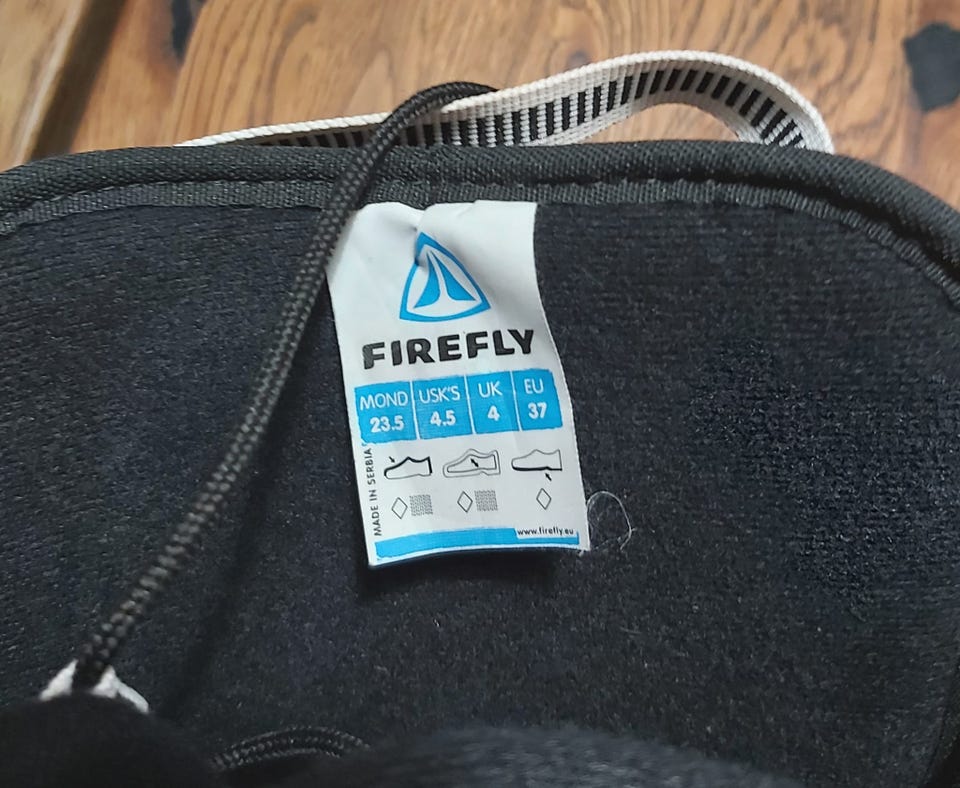 FIREFLY
MOND USK'S UK EU
23.5 4.5 4 37
MADE IN SERBIA
www.firefly.eu